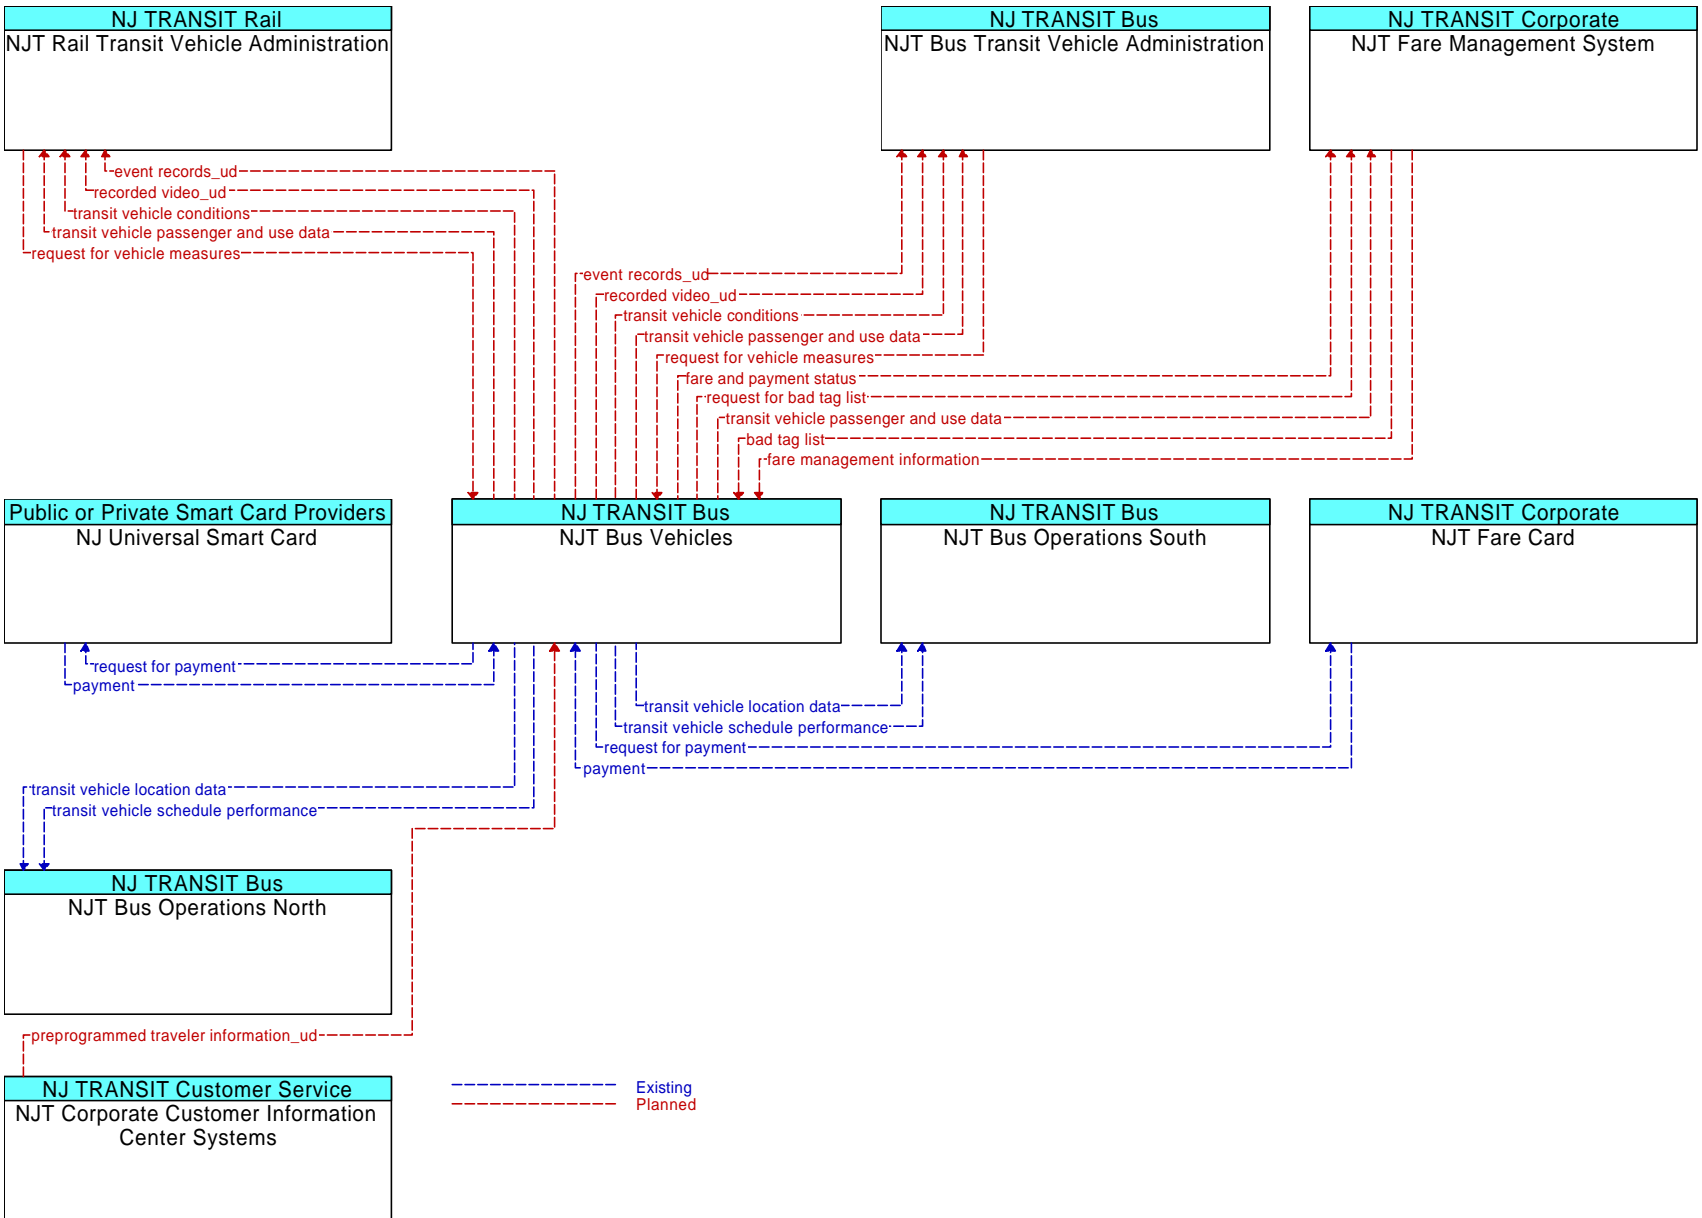 NJ TRANSIT Rail
NJT Rail Transit Vehicle Administration
NJ TRANSIT Bus
NJT Bus Transit Vehicle Administration
NJ TRANSIT Corporate
NJT Fare Management System
event records_ud
recorded video_ud
transit vehicle conditions
transit vehicle passenger and use data
request for vehicle measures
event records_ud
recorded video_ud
transit vehicle conditions
transit vehicle passenger and use data
request for vehicle measures
fare and payment status
request for bad tag list
transit vehicle passenger and use data
bad tag list
fare management information
Public or Private Smart Card Providers
NJ Universal Smart Card
NJ TRANSIT Bus
NJT Bus Vehicles
NJ TRANSIT Bus
NJT Bus Operations South
NJ TRANSIT Corporate
NJT Fare Card
request for payment
payment
transit vehicle location data
transit vehicle schedule performance
request for payment
payment
transit vehicle location data
transit vehicle schedule performance
NJ TRANSIT Bus
NJT Bus Operations North
preprogrammed traveler information_ud
NJ TRANSIT Customer Service
NJT Corporate Customer Information
Center Systems
Existing
Planned